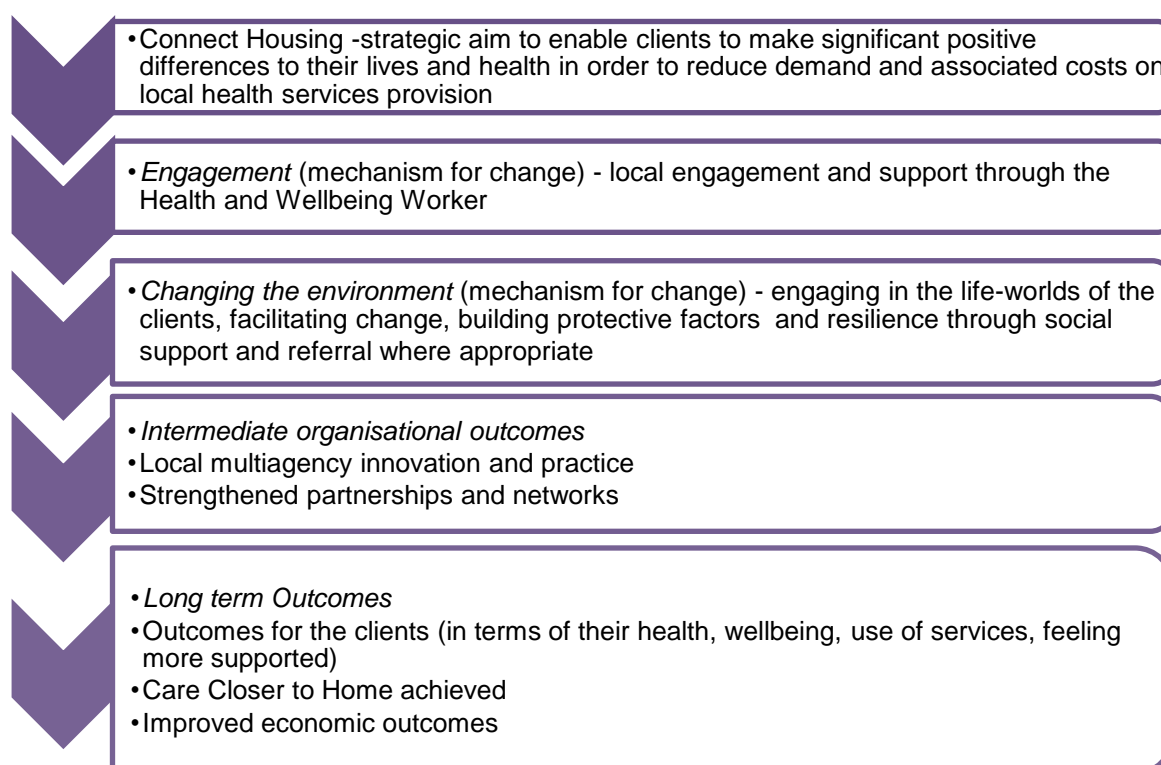 •Connect Housing -strategic aim to enable clients to make significant positive
differences to their lives and health in order to reduce demand and associated costs on
local health services provision
•Engagement (mechanism for change) - local engagement and support through the
Health and Wellbeing Worker
•Changing the environment (mechanism for change) - engaging in the life-worlds of the
clients, facilitating change, building protective factors and resilience through social
support and referral where appropriate
•Intermediate organisational outcomes
•Local multiagency innovation and practice
•Strengthened partnerships and networks
•Long term Outcomes
•Outcomes for the clients (in terms of their health, wellbeing, use of services, feeling
more supported)
•Care Closer to Home achieved
•Improved economic outcomes